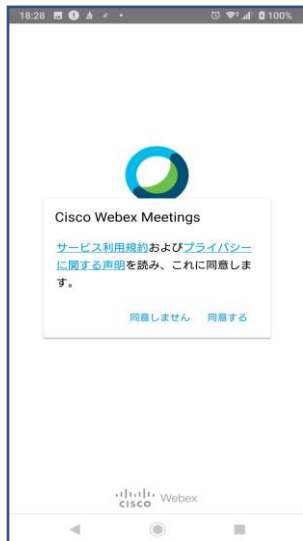 18:28 100%
Cisco Webex Meetings
サービス利用規約およびプライバシー
に関する声明を読み、これに同意しま
す。
同意しません 同意する
CISCO Webex